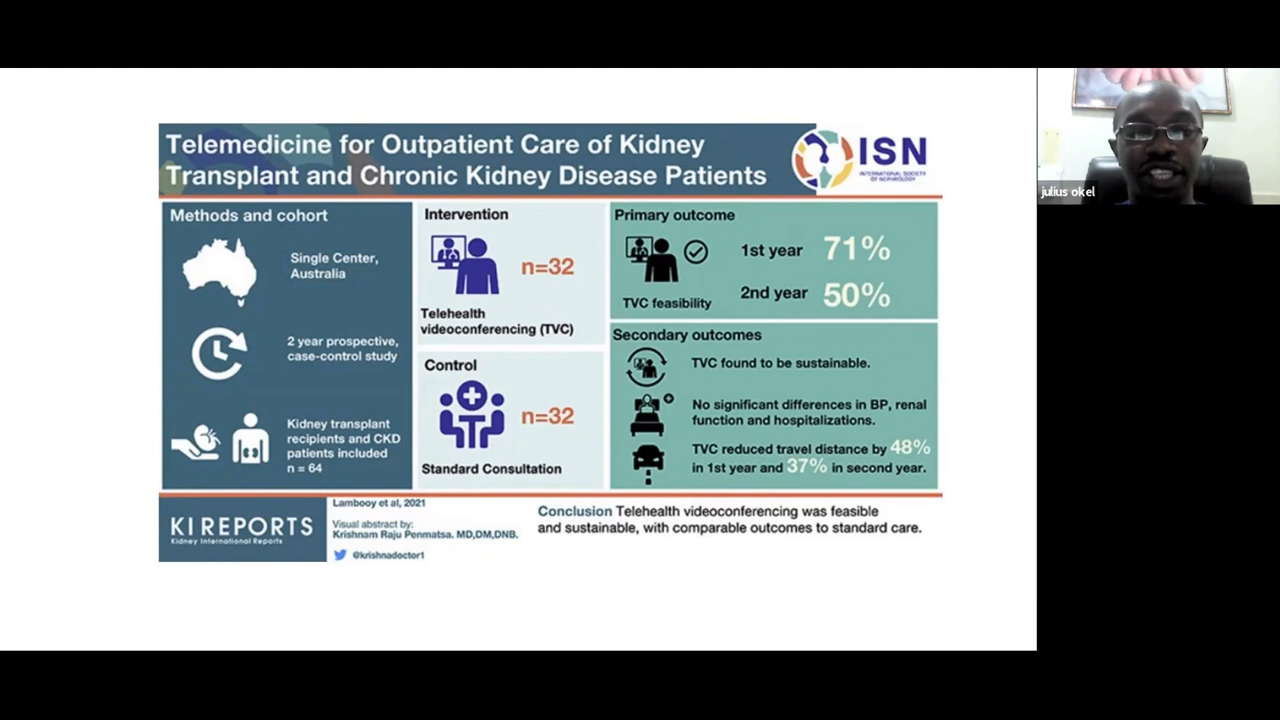 Telemedicine for Outpatient Care of Kidney
Transplant and Chronic Kidney Disease Patients
ISN
INTERNATIONAL SOCIETY
OF NEPHROLOGY
julius okel
Methods and cohort
Single Center,
Australia
2 year prospective,
case-control study
Kidney transplant
recipients and CKD
patients included
n = 64
Intervention
n=32
Telehealth
videoconferencing (TVC)
Control
n=32
Standard Consultation
Primary outcome
1st year 71%
TVC feasibility
2nd year 50%
Secondary outcomes
TVC found to be sustainable.
No significant differences in BP, renal
function and hospitalizations.
TVC reduced travel distance by 48%
in 1st year and 37% in second year.
KI REPORTS
Kidney International Reports
Lambooy et al, 2021
Visual abstract by:
Krishnam Raju Penmatsa. MD,DM,DNB.
@krishnadoctor1
Conclusion Telehealth videoconferencing was feasible
and sustainable, with comparable outcomes to standard care.